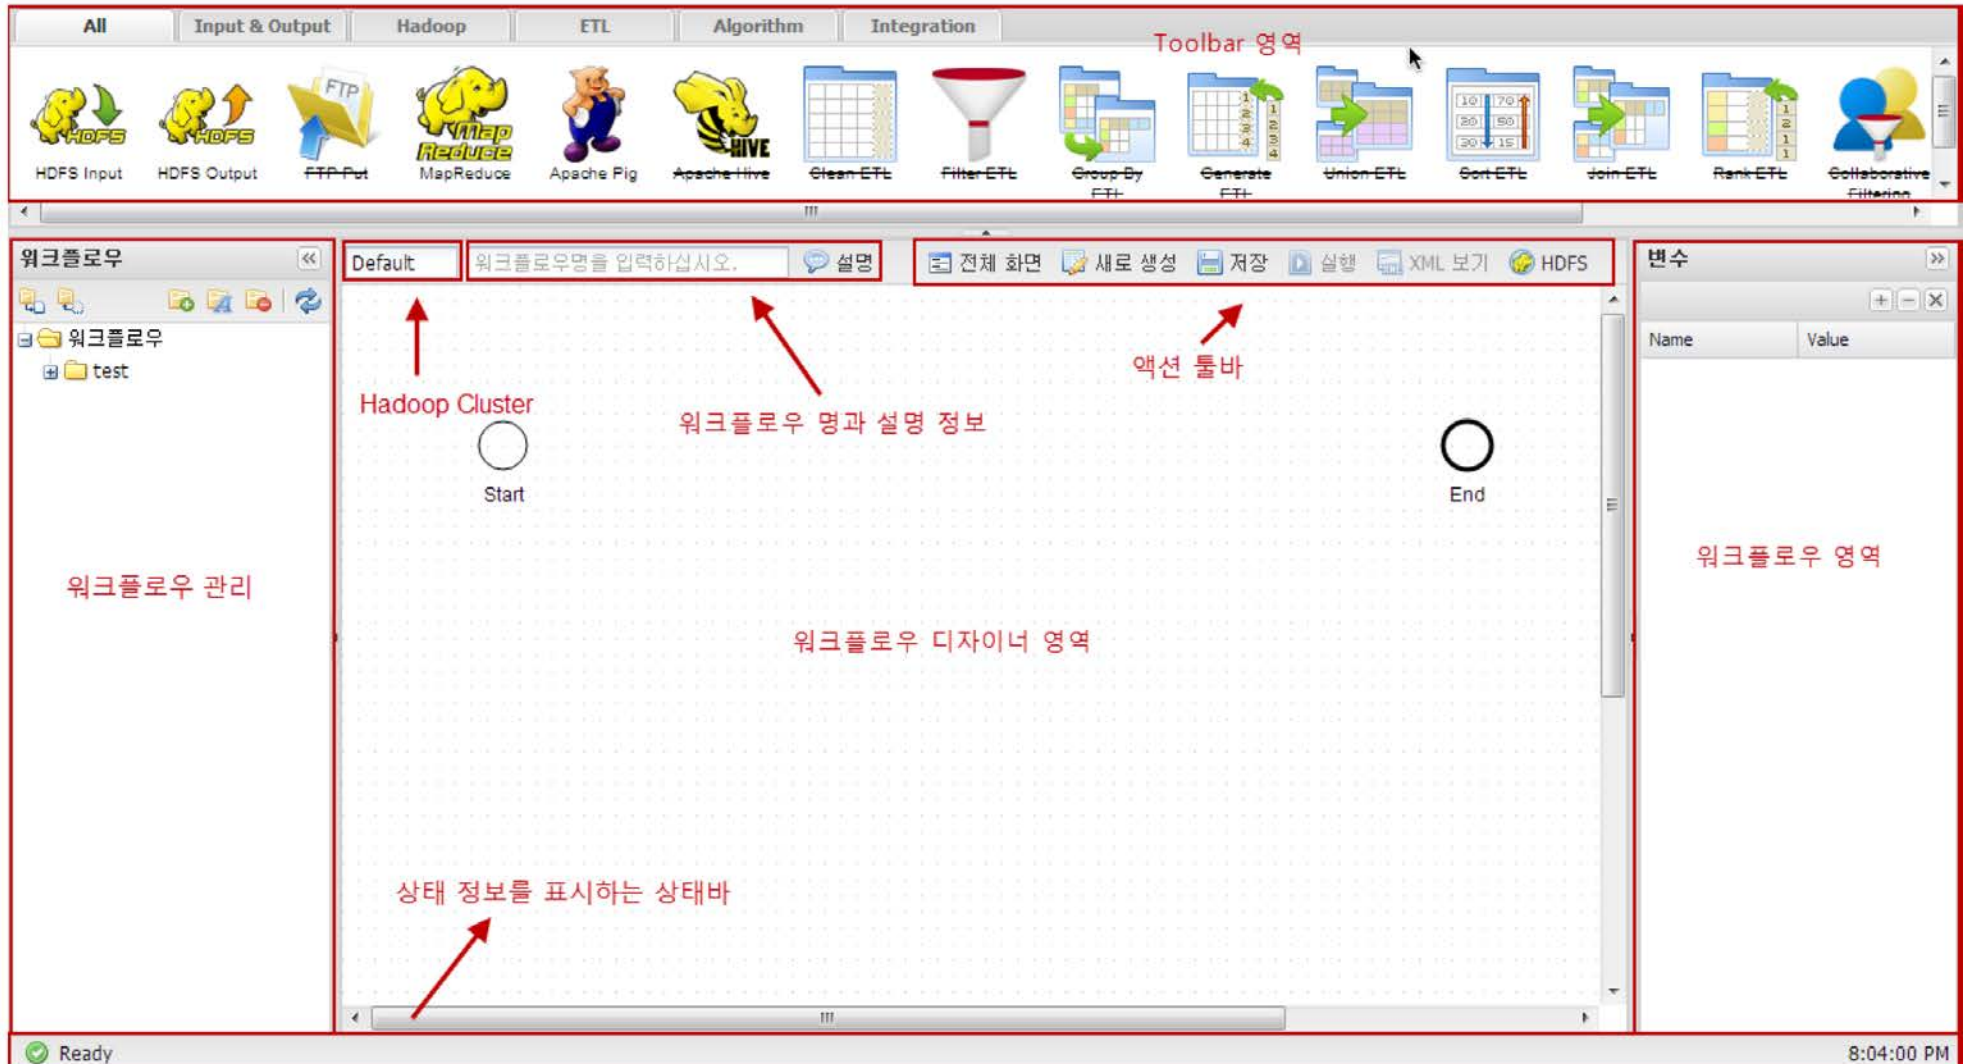 All
Input & Output
Hadoop
ETL
Algorithm
Integration
Toolbar 영역
HDFS
HDFS
FTP
Map Reduce
HIVE
HDFS Input
HDFS Output
FTP Put
MapReduce
Apache Pig
Apache Hive
Clean ETL
Filter ETL
Group By ETL
Generate ETL
Union ETL
Sort ETL
Join ETL
Rank ETL
Collaborative Filtering
워크플로우
Default
워크플로우명을 입력하십시오.
설명
전체 화면
새로 생성
저장
실행
XML 보기
HDFS
변수
워크플로우
test
Name
Value
Hadoop Cluster
워크플로우 명과 설명 정보
액션 툴바
Start
End
워크플로우 관리
워크플로우 디자이너 영역
워크플로우 영역
상태 정보를 표시하는 상태바
Ready
8:04:00 PM